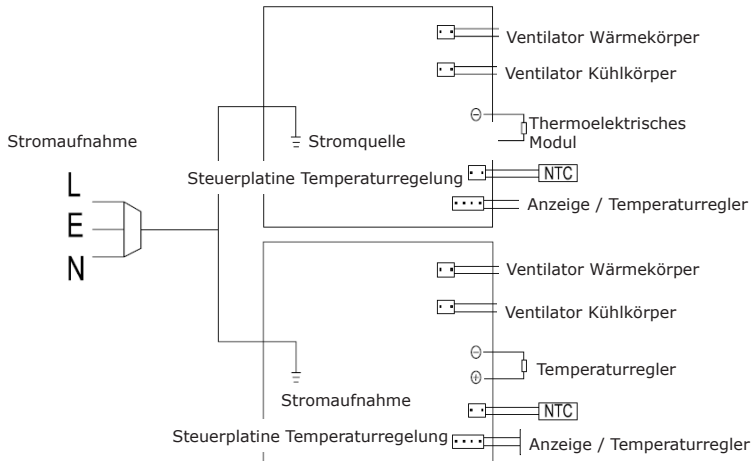 Ventilator Wärmekörper
Ventilator Kühlkörper
Stromaufnahme
Stromquelle
Thermoelektrisches
Modul
Steuerplatine Temperaturregelung
NTC
Anzeige / Temperaturregler
L
E
N
Ventilator Wärmekörper
Ventilator Kühlkörper
Temperaturregler
Stromaufnahme
NTC
Steuerplatine Temperaturregelung
Anzeige / Temperaturregler